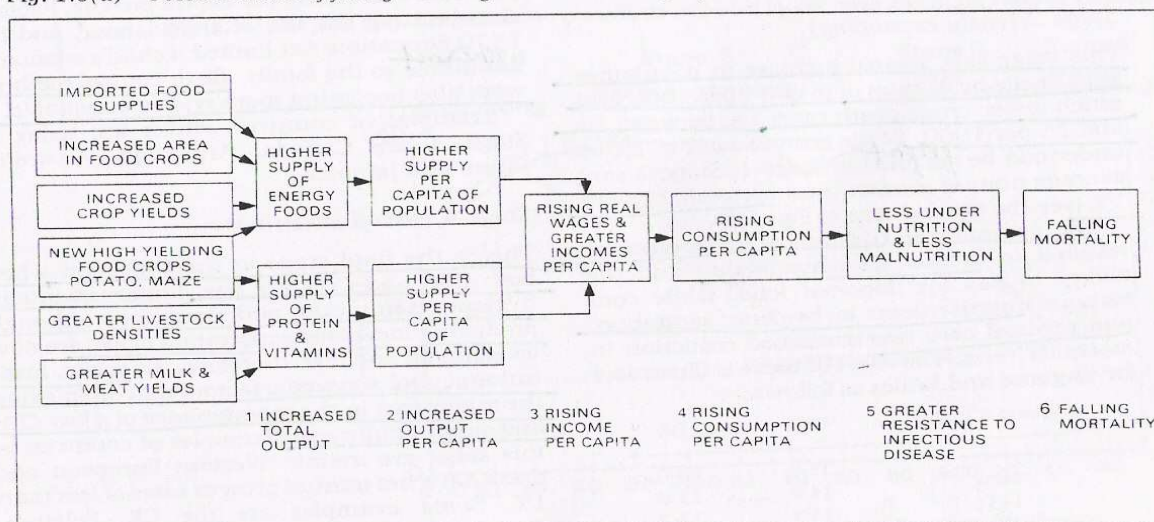 IMPORTED FOOD
SUPPLIES
INCREASED AREA
IN FOOD CROPS
INCREASED
CROP YIELDS
NEW HIGH YIELDING
FOOD CROPS
POTATO, MAIZE
GREATER LIVESTOCK
DENSITIES
GREATER MILK &
MEAT YIELDS
HIGHER
SUPPLY
OF
ENERGY
FOODS
HIGHER
SUPPLY
OF
PROTEIN
&
VITAMINS
HIGHER
SUPPLY
PER
CAPITA OF
POPULATION
HIGHER
SUPPLY
PER
CAPITA
OF
POPULATION
RISING REAL
WAGES &
GREATER
INCOMES
PER CAPITA
RISING
CONSUMPTION
PER CAPITA
LESS UNDER
NUTRITION
& LESS
MALNUTRITION
FALLING
MORTALITY
1 INCREASED
TOTAL
OUTPUT
2 INCREASED
OUTPUT
PER CAPITA
3 RISING
INCOME
PER CAPITA
4 RISING
CONSUMPTION
PER CAPITA
5 GREATER
RESISTANCE TO
INFECTIOUS
DISEASE
6 FALLING
MORTALITY